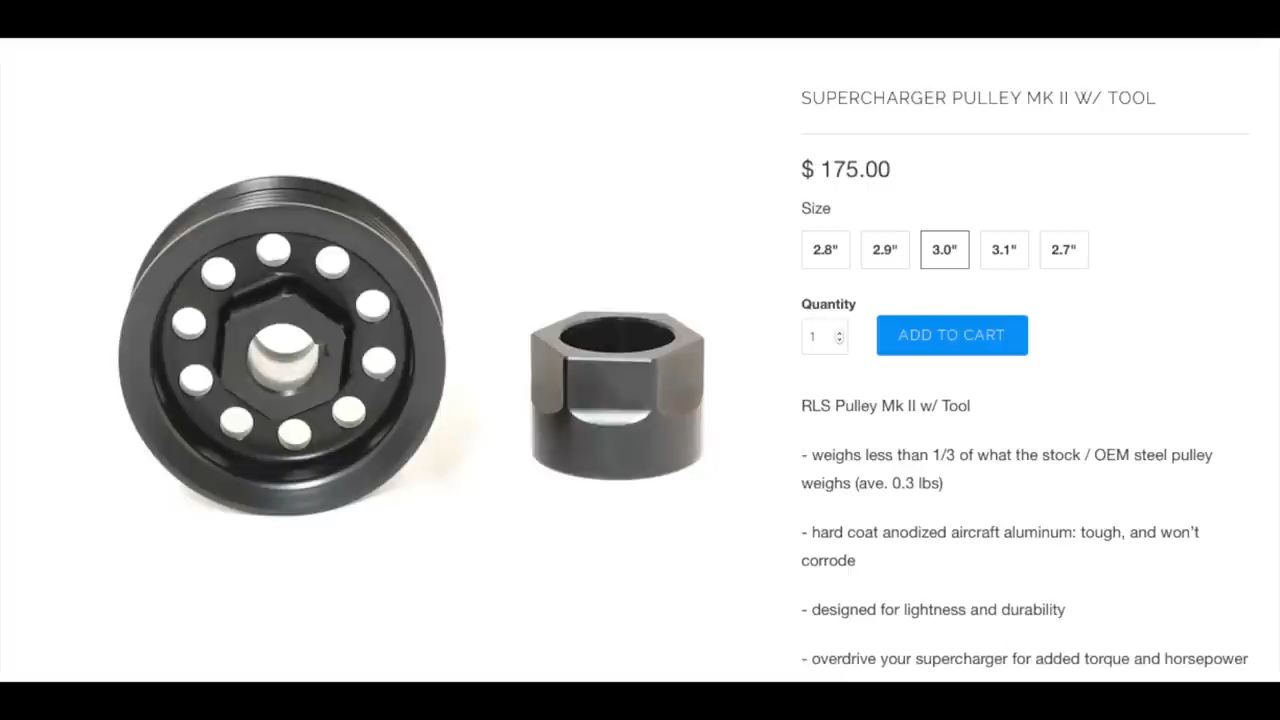 SUPERCHARGER PULLEY MK II W/ TOOL
$ 175.00
Size
2.8" 2.9" 3.0" 3.1" 2.7"
Quantity
1 ADD TO CART
RLS Pulley Mk II w/ Tool
- weighs less than 1/3 of what the stock / OEM steel pulley
weighs (ave. 0.3 lbs)
- hard coat anodized aircraft aluminum: tough, and won’t
corrode
- designed for lightness and durability
- overdrive your supercharger for added torque and horsepower